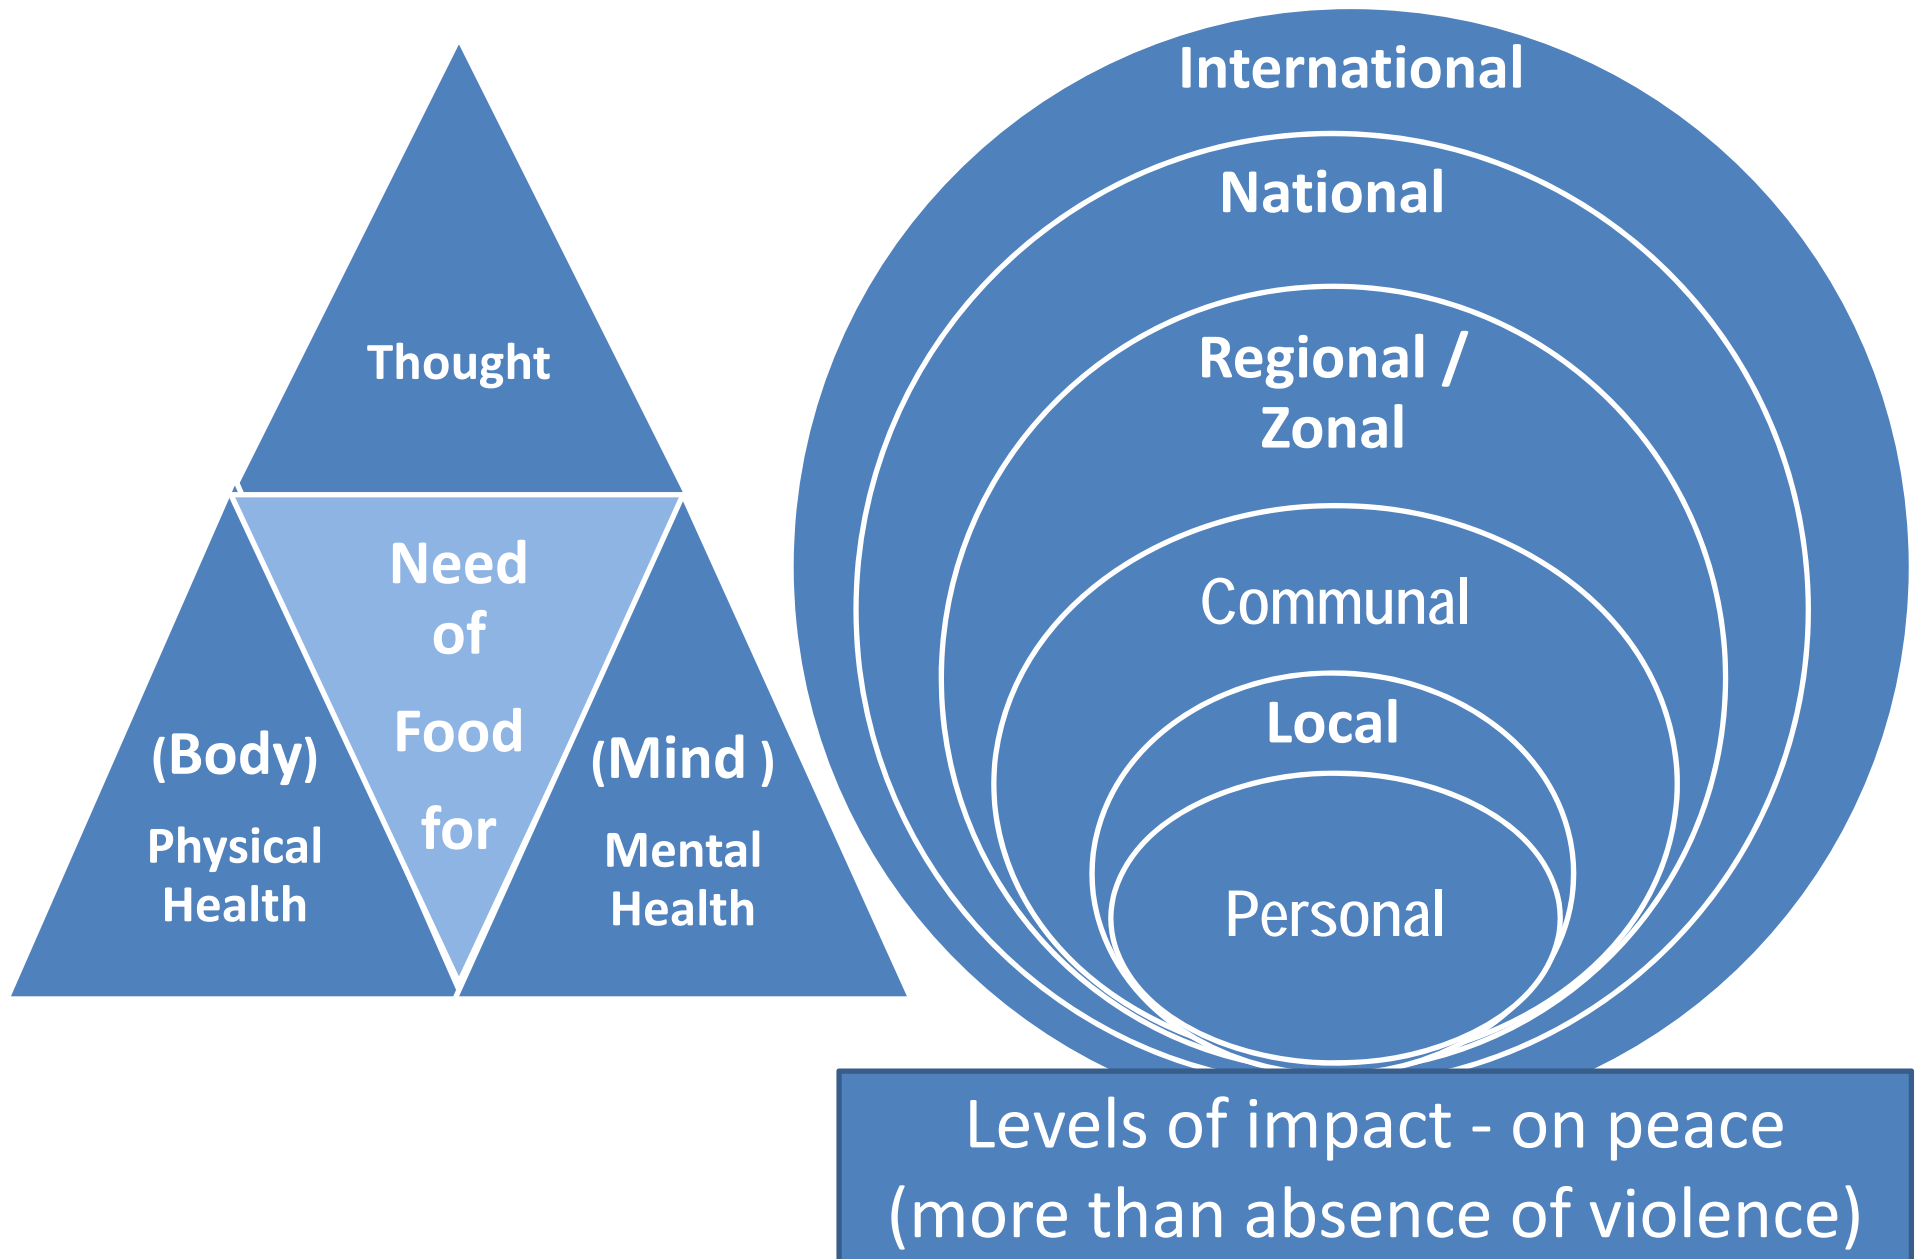 Thought
Need
of
Food
for
(Body)
Physical
Health
(Mind )
Mental
Health
International
National
Regional /
Zonal
Communal
Local
Personal
Levels of impact - on peace
(more than absence of violence)